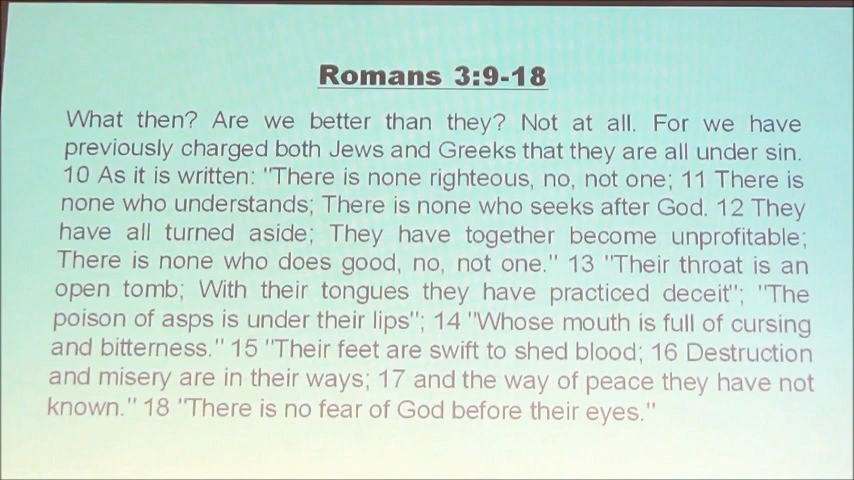 Romans 3:9-18
What then? Are we better than they? Not at all. For we have
previously charged both Jews and Greeks that they are all under sin.
10 As it is written: "There is none righteous, no, not one; 11 There is
none who understands; There is none who seeks after God. 12 They
have all turned aside; They have together become unprofitable;
There is none who does good, no, not one." 13 "Their throat is an
open tomb; With their tongues they have practiced deceit"; "The
poison of asps is under their lips"; 14 "Whose mouth is full of cursing
and bitterness." 15 "Their feet are swift to shed blood; 16 Destruction
and misery are in their ways; 17 and the way of peace they have not
known." 18 "There is no fear of God before their eyes."